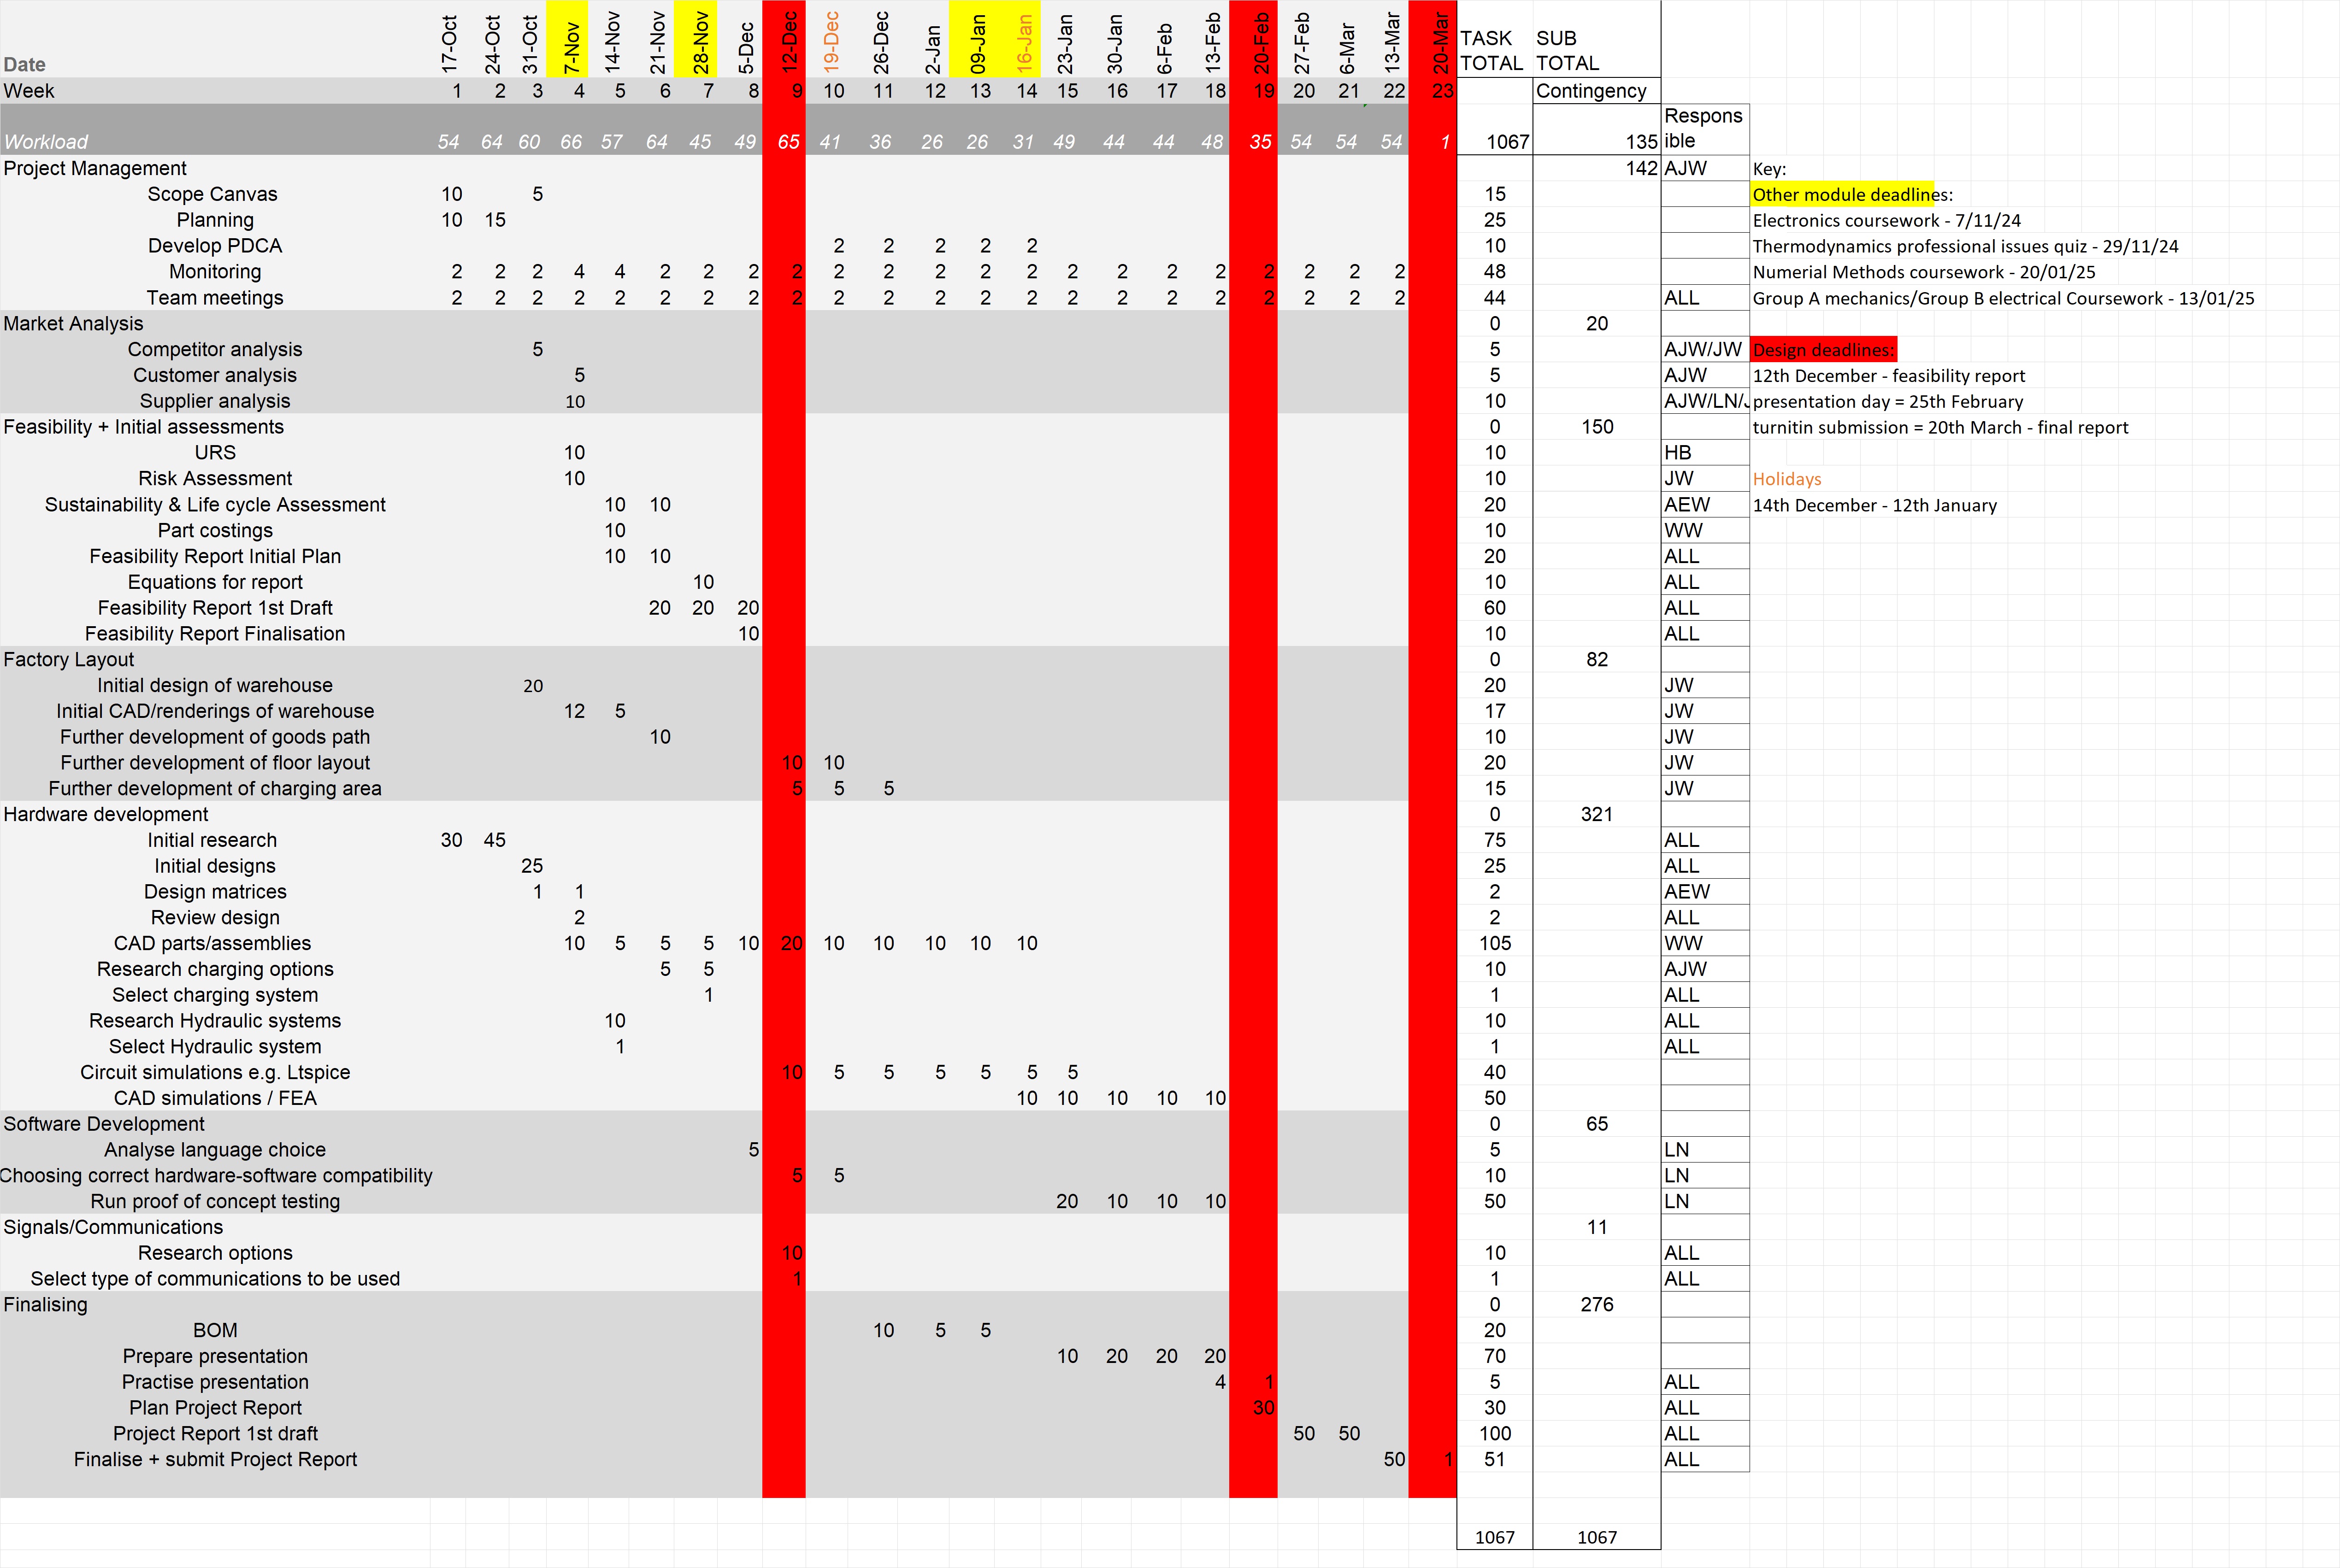 Date 17-Oct 24-Oct 31-Oct 7-Nov 14-Nov 21-Nov 28-Nov 5-Dec 12-Dec 19-Dec 26-Dec 2-Jan 09-Jan 16-Jan 23-Jan 30-Jan 6-Feb 13-Feb 20-Feb 27-Feb 6-Mar 13-Mar 20-Mar TASK TOTAL SUB TOTAL
Week 1 2 3 4 5 6 7 8 9 10 11 12 13 14 15 16 17 18 19 20 21 22 23 Contingency
Workload 54 64 60 66 57 64 45 49 65 41 36 26 26 31 49 44 44 48 35 54 54 54 1 1067 135 Respons ible
Project Management 142 AJW Key:
Scope Canvas 10 5 15 Other module deadlines:
Planning 10 15 25 Electronics coursework - 7/11/24
Develop PDCA 2 2 2 2 2 10 Thermodynamics professional issues quiz - 29/11/24
Monitoring 2 2 2 4 4 2 2 2 2 2 2 2 2 2 2 2 2 2 2 2 2 2 48 Numerial Methods coursework - 20/01/25
Team meetings 2 2 2 2 2 2 2 2 2 2 2 2 2 2 2 2 2 2 2 2 2 2 44 ALL Group A mechanics/Group B electrical Coursework - 13/01/25
Market Analysis 0 20
Competitor analysis 5 5 AJW/JW Design deadlines:
Customer analysis 5 5 AJW 12th December - feasibility report
Supplier analysis 10 10 AJW/LN/J presentation day = 25th February
Feasibility + Initial assessments 0 150 turnitin submission = 20th March - final report
URS 10 10 HB
Risk Assessment 10 10 JW Holidays
Sustainability & Life cycle Assessment 10 10 20 AEW 14th December - 12th January
Part costings 10 10 WW
Feasibility Report Initial Plan 10 10 20 ALL
Equations for report 10 10 ALL
Feasibility Report 1st Draft 20 20 20 60 ALL
Feasibility Report Finalisation 10 10 ALL
Factory Layout 0 82
Initial design of warehouse 20 20 JW
Initial CAD/renderings of warehouse 12 5 17 JW
Further development of goods path 10 10 JW
Further development of floor layout 10 10 20 JW
Further development of charging area 5 5 5 15 JW
Hardware development 0 321
Initial research 30 45 75 ALL
Initial designs 25 25 ALL
Design matrices 1 1 2 AEW
Review design 2 2 ALL
CAD parts/assemblies 10 5 5 5 10 20 10 10 10 10 10 105 WW
Research charging options 5 5 10 AJW
Select charging system 1 1 ALL
Research Hydraulic systems 10 10 ALL
Select Hydraulic system 1 1 ALL
Circuit simulations e.g. Ltspice 10 5 5 5 5 5 5 40
CAD simulations / FEA 10 10 10 10 10 50
Software Development 0 65
Analyse language choice 5 5 LN
Choosing correct hardware-software compatibility 5 5 10 LN
Run proof of concept testing 20 10 10 10 50 LN
Signals/Communications 11
Research options 10 10 ALL
Select type of communications to be used 1 1 ALL
Finalising 0 276
BOM 10 5 5 20
Prepare presentation 10 20 20 20 70
Practise presentation 4 1 5 ALL
Plan Project Report 30 30 ALL
Project Report 1st draft 50 50 100 ALL
Finalise + submit Project Report 50 1 51 ALL
1067 1067